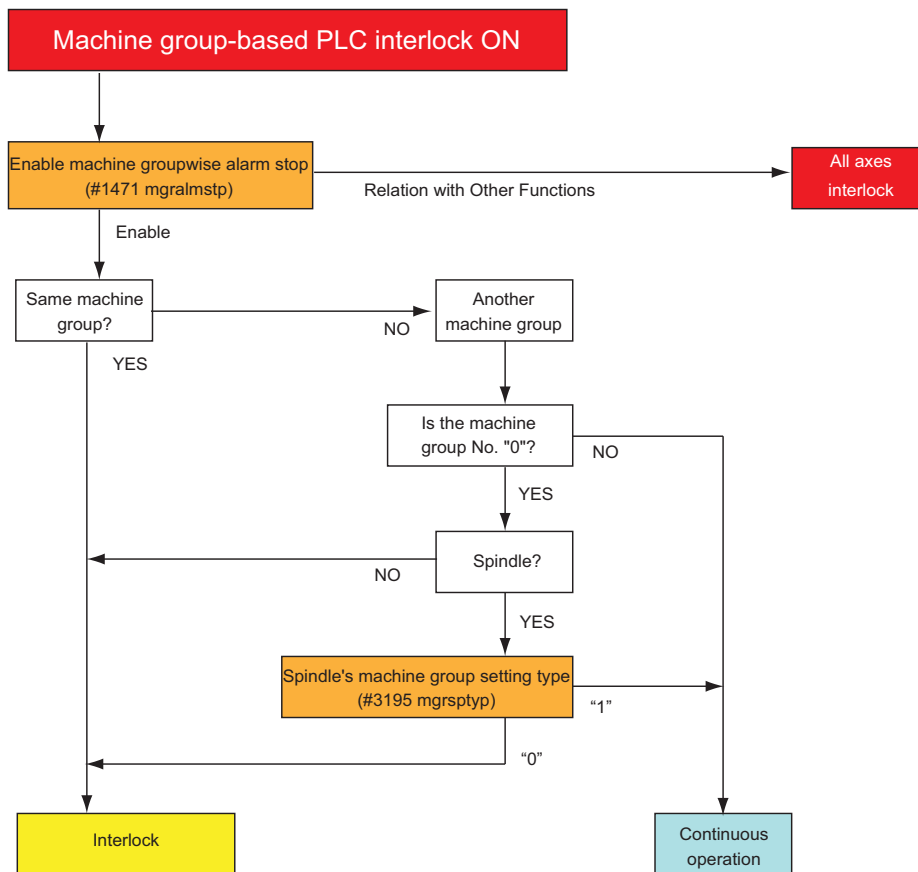 Machine group-based PLC interlock ON
Enable machine groupwise alarm stop
(#1471 mgralmstp)
Relation with Other Functions
All axes
interlock
Enable
Same machine
group?
NO
Another
machine group
YES
Is the machine
group No. "0"?
NO
YES
Spindle?
NO
YES
Spindle's machine group setting type
(#3195 mgrsptyp)
“1”
“0”
Interlock
Continuous
operation